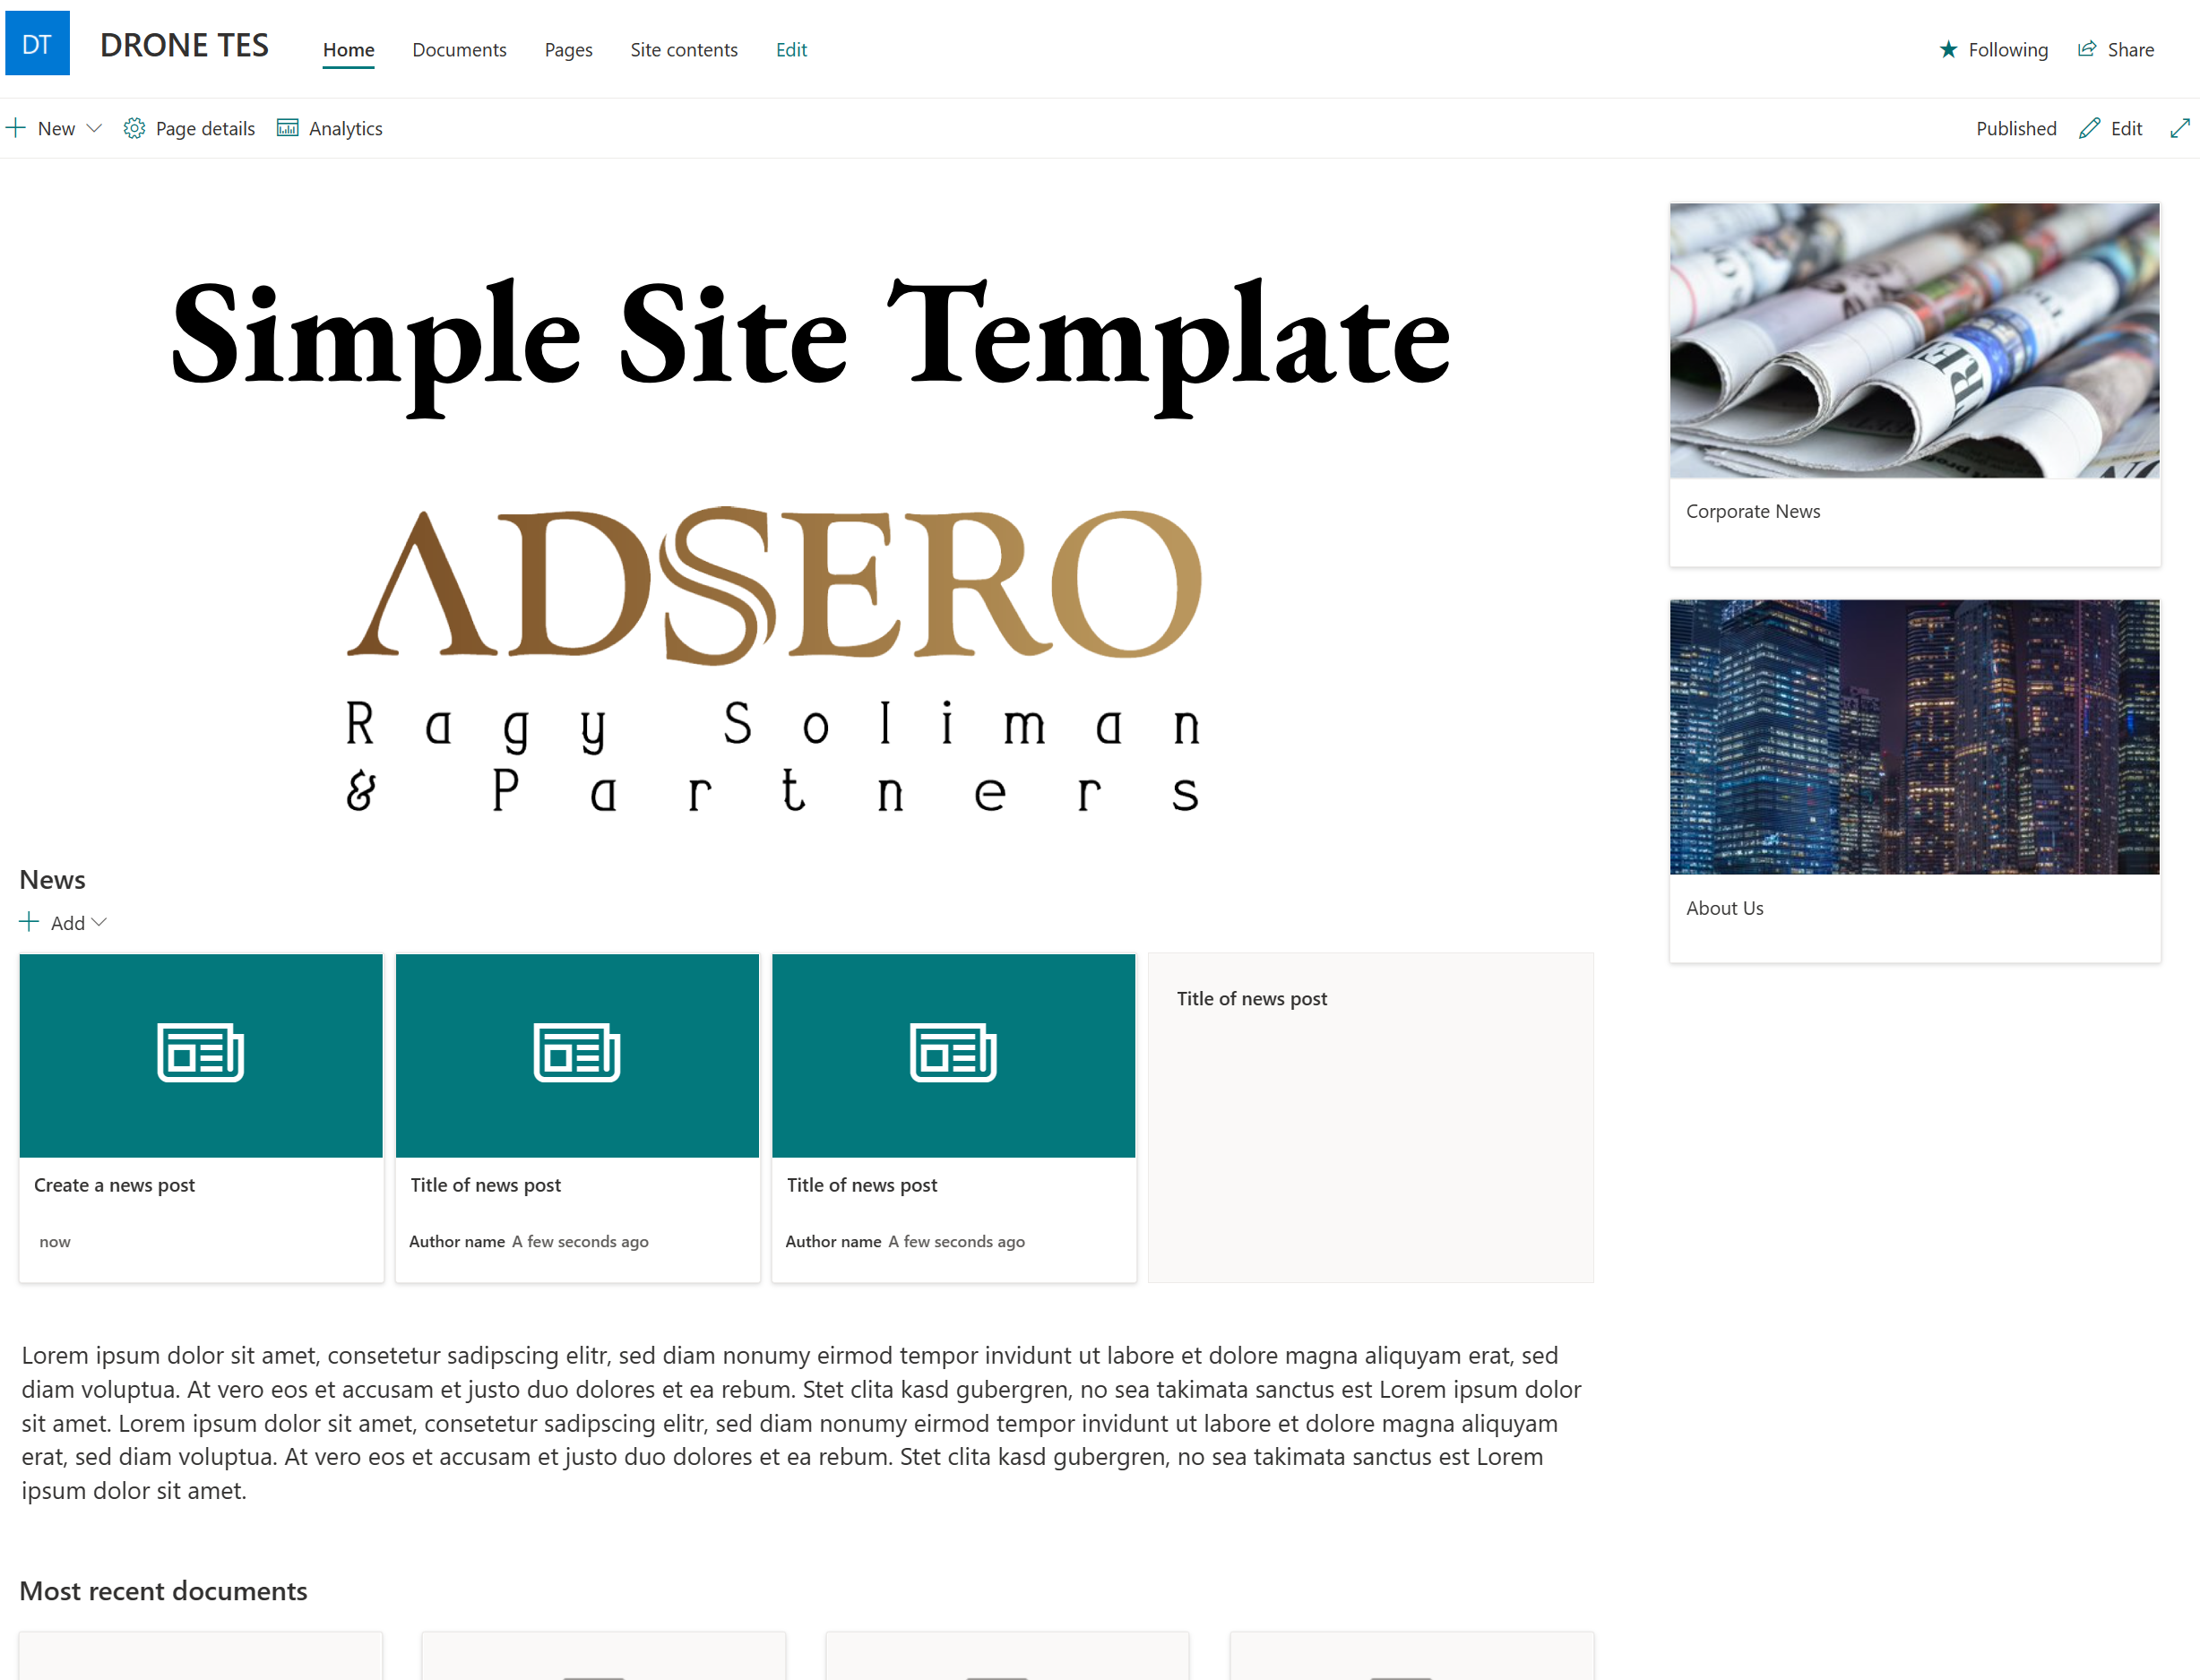 DT
DRONE TES
Home
Documents
Pages
Site contents
Edit
Following
Share
New
Page details
Analytics
Published
Edit
Simple Site Template
ADSERO
Ragy Soliman
& Partners
Corporate News
About Us
News
Add
Create a news post
now
Title of news post
Author name A few seconds ago
Title of news post
Author name A few seconds ago
Title of news post
Lorem ipsum dolor sit amet, consetetur sadipscing elitr, sed diam nonumy eirmod tempor invidunt ut labore et dolore magna aliquyam erat, sed
diam voluptua. At vero eos et accusam et justo duo dolores et ea rebum. Stet clita kasd gubergren, no sea takimata sanctus est Lorem ipsum dolor
sit amet. Lorem ipsum dolor sit amet, consetetur sadipscing elitr, sed diam nonumy eirmod tempor invidunt ut labore et dolore magna aliquyam
erat, sed diam voluptua. At vero eos et accusam et justo duo dolores et ea rebum. Stet clita kasd gubergren, no sea takimata sanctus est Lorem
ipsum dolor sit amet.
Most recent documents